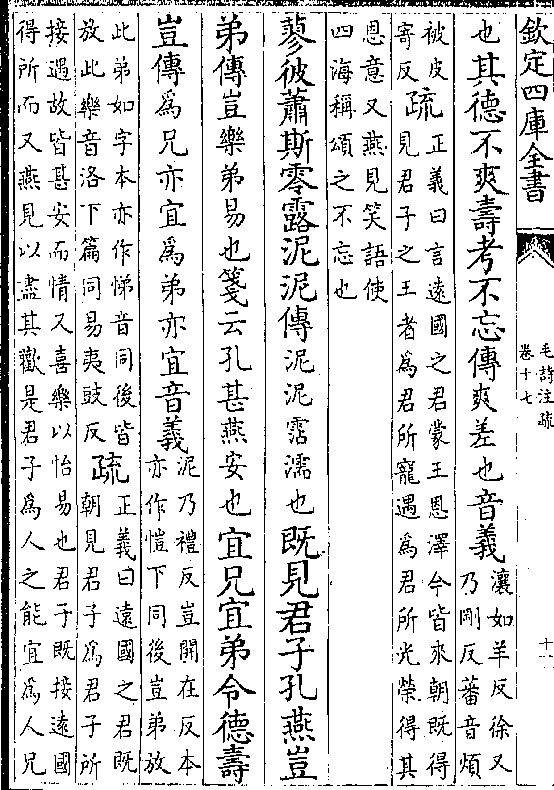 欽定四庫全書
毛詩注疏
卷十七
十一
也其德不爽壽考不忘傳爽差也音義
瀼如羊反徐又
乃剛反蕃音煩
被皮
寄反
疏
正義曰言遠國之君蒙王恩澤今皆來朝既得
見君子之王者為君所寵遇為君所光榮得其
恩意又燕見笑語使
四海稱頌之不忘也
蓼彼蕭斯零露泥泥傳泥泥霑濡也既見君子孔燕豈
弟傳豈樂弟易也箋云孔甚燕安也宜兄宜弟令德壽
豈傳為兄亦宜為弟亦宜音義
泥乃禮反豈開在反本
亦作愷下同後豈弟放
此弟如字本亦作悌音同後皆
放此樂音洛下篇同易夷豉反
疏
正義曰遠國之君既
朝見君子為君子所
接遇故皆甚安而情又喜樂以怡易也君子既接遠國
得所而又燕見以盡其歡是君子為人之能宜為人兄